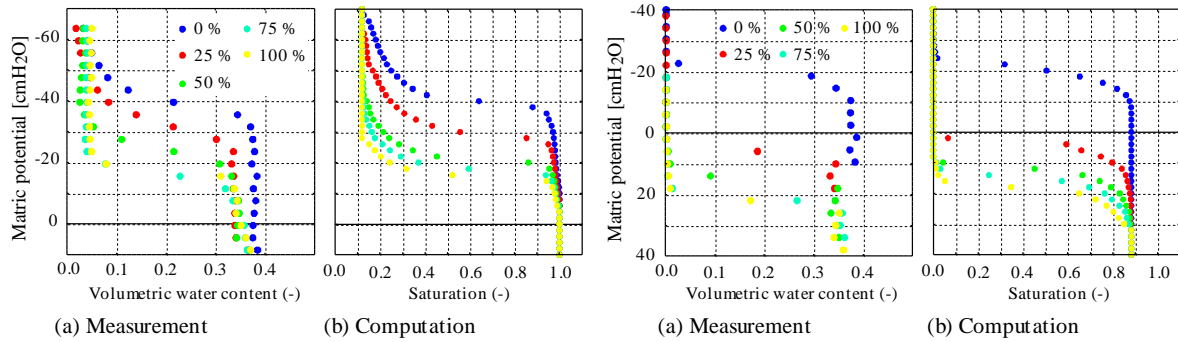 Matric potential [cmH2O]
-60
-40
-20
0
0 %
25 %
50 %
75 %
100 %
0.0 0.1 0.2 0.3 0.4
Volumetric water content (-)
(a) Measurement
0.0 0.2 0.4 0.6 0.8 1.0
Saturation (-)
(b) Computation
Matric potential [cmH2O]
-40
-20
0
20
40
0 %
25 %
50 %
75 %
100 %
0.0 0.1 0.2 0.3 0.4
Volumetric water content (-)
(a) Measurement
0.0 0.2 0.4 0.6 0.8 1.0
Saturation (-)
(b) Computation